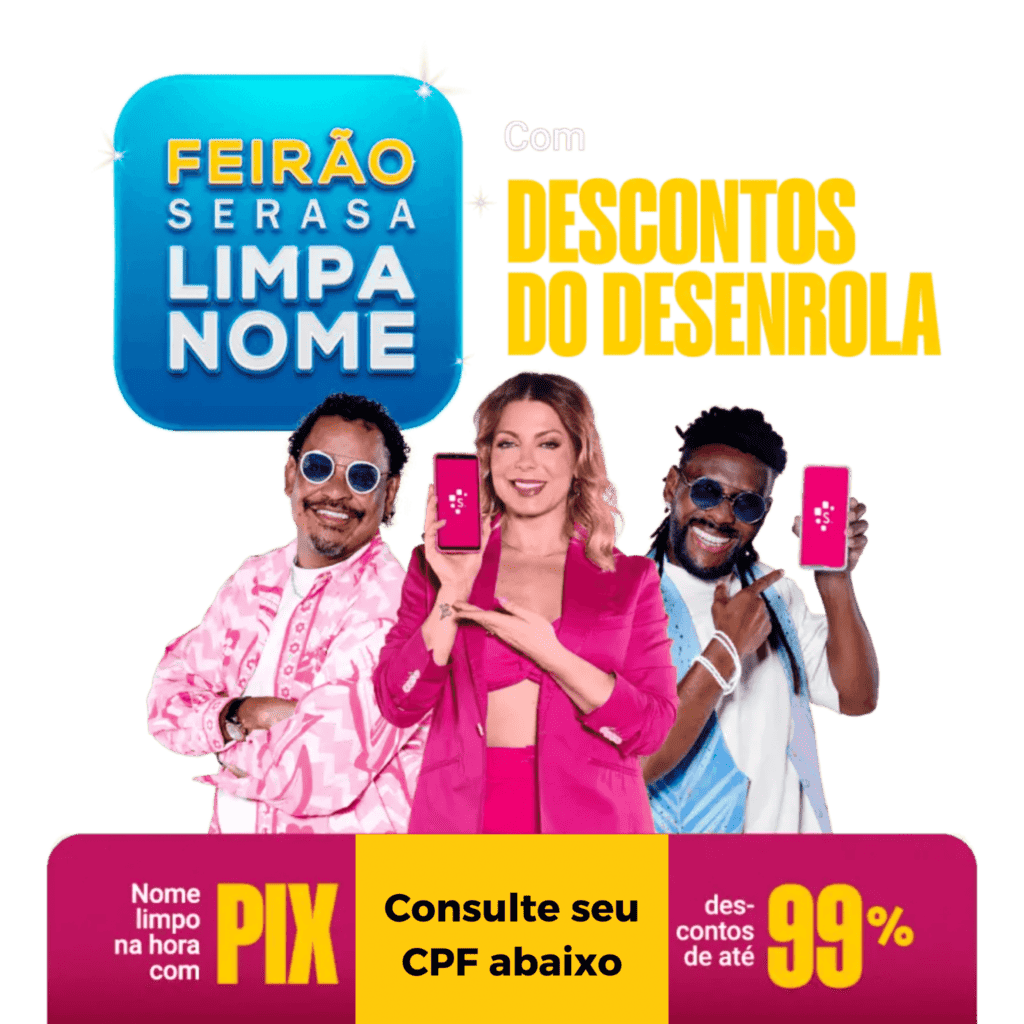 FEIRÃO
SERASA
LIMPA
NOME
Com
DESCONTOS
DO DESENROLA
S
S
Nome
limpo
na hora
com
PIX
Consulte seu
CPF abaixo
des-
contos
de até
99%